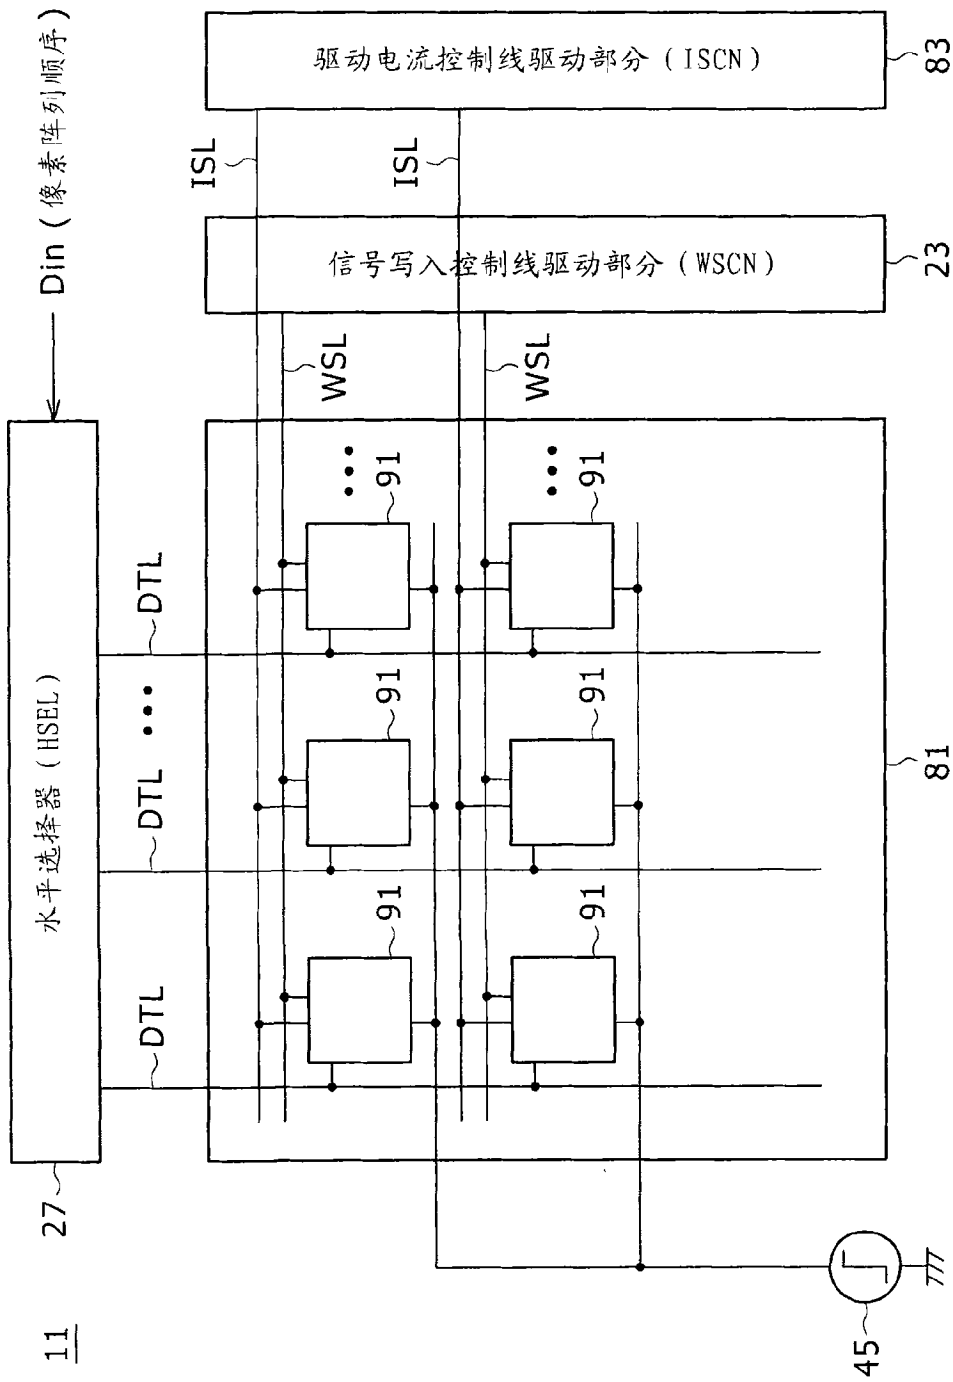 11
27
水平选择器（HSEL）
Din（像素阵列顺序）
DTL
DTL
•••
DTL
信号写入控制线驱动部分（WSCN）
23
驱动电流控制线驱动部分（ISCN）
83
ISL
ISL
WSL
WSL
91
91
91
•••
91
91
91
•••
81
45